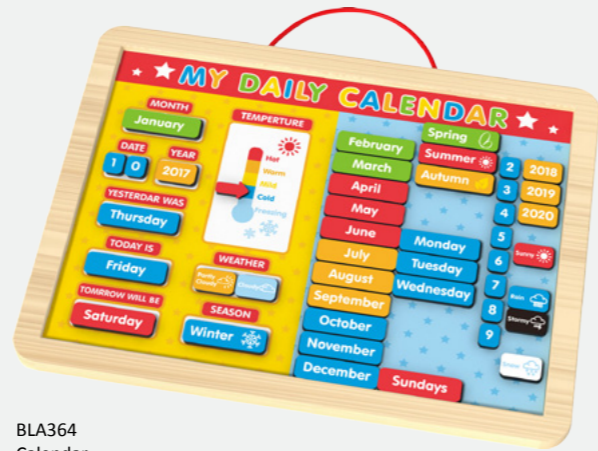 MY DAILY CALENDAR
MONTH
January
DATE
YEAR
1 0
2017
YESTERDAR WAS
Thursday
TODAY IS
Friday
TOMRROW WILL BE
Saturday
TEMPERTURE
Hot
Warm
Mild
Cold
Freezing
WEATHER
Partly
Cloudy
Cloudy
SEASON
Winter
February
March
April
May
June
July
August
September
October
November
December
Spring
Summer
Autumn
Monday
Tuesday
Wednesday
Sundays
2
3
4
5
6
7
8
9
2018
2019
2020
Sunny
Rain
Stormy
Snow
BLA364
Calendar